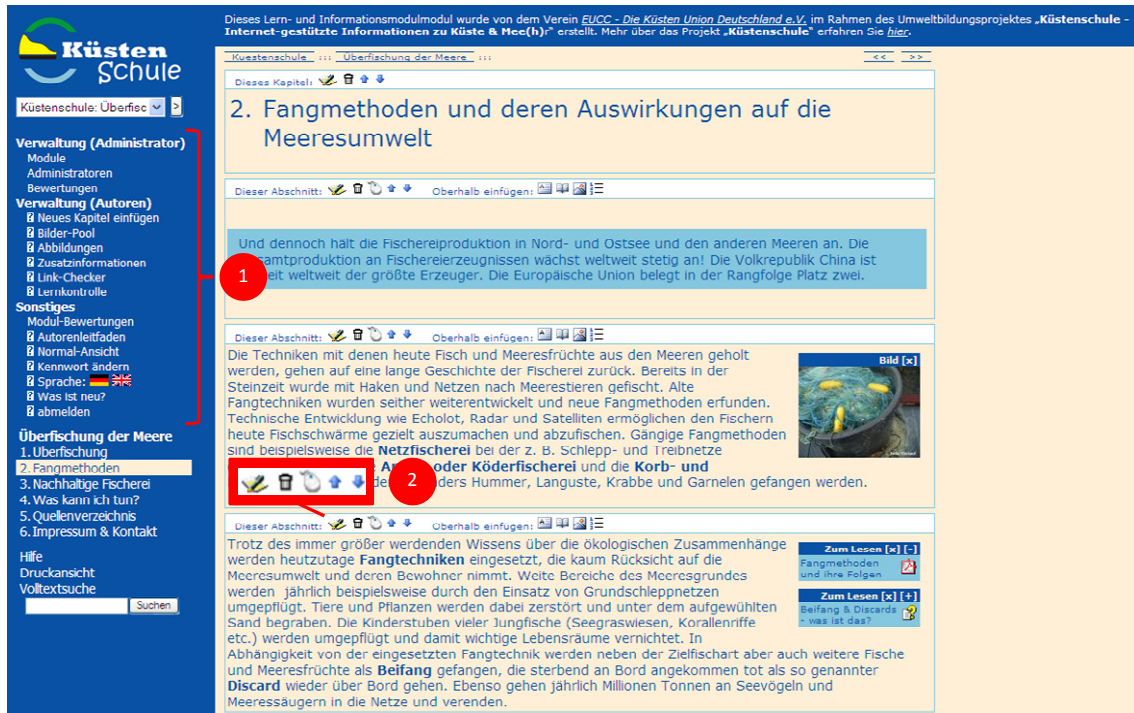 Dieses Lern- und Informationsmodulmodul wurde von dem Verein EUCC - Die Küsten Union Deutschland e.V. im Rahmen des Umweltbildungsprojektes „Küstenschule -
Internet-gestützte Informationen zu Küste & Mee(h)r" erstellt. Mehr über das Projekt „Küstenschule" erfahren Sie hier.
Küsten
Schule
Küstenschule: Überfisc >
Verwaltung (Administrator)
Module
Administratoren
Bewertungen
Verwaltung (Autoren)
Neues Kapitel einfügen
Bilder-Pool
Abbildungen
Zusatzinformationen
Link-Checker
Lernkontrolle
Sonstiges
Modul-Bewertungen
Autorenleitfaden
Normal-Ansicht
Kennwort ändern
Sprache:
Was ist neu?
abmelden
1
Überfischung der Meere
1. Überfischung
2. Fangmethoden
3. Nachhaltige Fischerei
4. Was kann ich tun?
5. Quellenverzeichnis
6. Impressum & Kontakt
Hilfe
Druckansicht
Volltextsuche
Suchen
Kuestenschule ::: Überfischung der Meere :::
<< >>
Dieses Kapitel:
2. Fangmethoden und deren Auswirkungen auf die
Meeresumwelt
Dieser Abschnitt: Oberhalb einfügen:
Und dennoch hält die Fischereiproduktion in Nord- und Ostsee und den anderen Meeren an. Die
samtproduktion an Fischereierzeugnissen wächst weltweit stetig an! Die Volkrepublik China ist
eit weltweit der größte Erzeuger. Die Europäische Union belegt in der Rangfolge Platz zwei.
Dieser Abschnitt: Oberhalb einfügen:
Die Techniken mit denen heute Fisch und Meeresfrüchte aus den Meeren geholt
werden, gehen auf eine lange Geschichte der Fischerei zurück. Bereits in der
Steinzeit wurde mit Haken und Netzen nach Meerestieren gefischt. Alte
Fangtechniken wurden seither weiterentwickelt und neue Fangmethoden erfunden.
Technische Entwicklung wie Echolot, Radar und Satelliten ermöglichen den Fischern
heute Fischschwärme gezielt auszumachen und abzufischen. Gängige Fangmethoden
sind beispielsweise die Netzfischerei bei der z. B. Schlepp- und Treibnetze
oder Köderfischerei und die Korb- und
2
ders Hummer, Languste, Krabbe und Garnelen gefangen werden.
Bild [x]
Dieser Abschnitt: Oberhalb einfügen:
Trotz des immer größer werdenden Wissens über die ökologischen Zusammenhänge
werden heutzutage Fangtechniken eingesetzt, die kaum Rücksicht auf die
Meeresumwelt und deren Bewohner nimmt. Weite Bereiche des Meeresgrundes
werden jährlich beispielsweise durch den Einsatz von Grundschleppnetzen
umgepflügt. Tiere und Pflanzen werden dabei zerstört und unter dem aufgewühlten
Sand begraben. Die Kinderstuben vieler Jungfische (Seegraswiesen, Korallenriffe
etc.) werden umgepflügt und damit wichtige Lebensräume vernichtet. In
Abhängigkeit von der eingesetzten Fangtechnik werden neben der Zielfischart aber auch weitere Fische
und Meeresfrüchte als Beifang gefangen, die sterbend an Bord angekommen tot als so genannter
Discard wieder über Bord gehen. Ebenso gehen jährlich Millionen Tonnen an Seevögeln und
Meeressäugern in die Netze und verenden.
Zum Lesen [x] [-]
Fangmethoden
und ihre Folgen
Zum Lesen [x] [+]
Beifang & Discards
- was ist das?